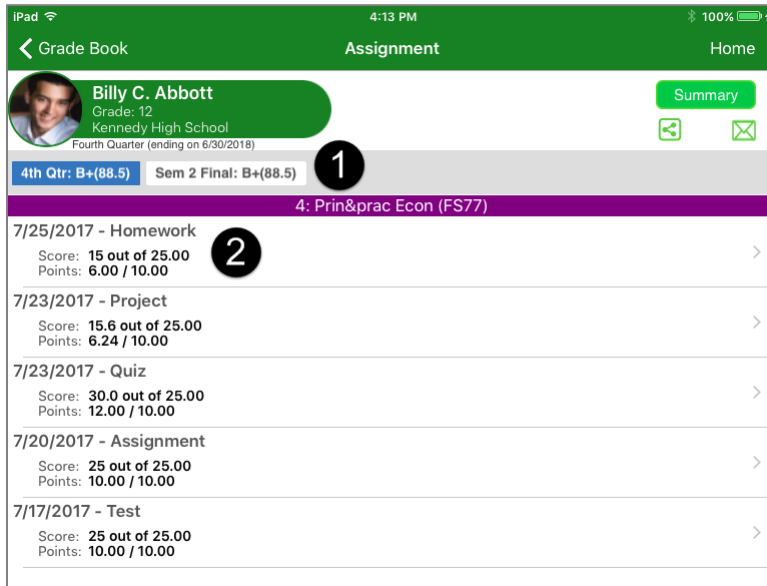 iPad 4:13 PM 100%
Grade Book Assignment Home
Billy C. Abbott
Grade: 12
Kennedy High School
Fourth Quarter (ending on 6/30/2018)
Summary
4th Qtr: B+(88.5) Sem 2 Final: B+(88.5) 1
4: Prin&prac Econ (FS77)
7/25/2017 - Homework
Score: 15 out of 25.00 2
Points: 6.00 / 10.00
7/23/2017 - Project
Score: 15.6 out of 25.00
Points: 6.24 / 10.00
7/23/2017 - Quiz
Score: 30.0 out of 25.00
Points: 12.00 / 10.00
7/20/2017 - Assignment
Score: 25 out of 25.00
Points: 10.00 / 10.00
7/17/2017 - Test
Score: 25 out of 25.00
Points: 10.00 / 10.00